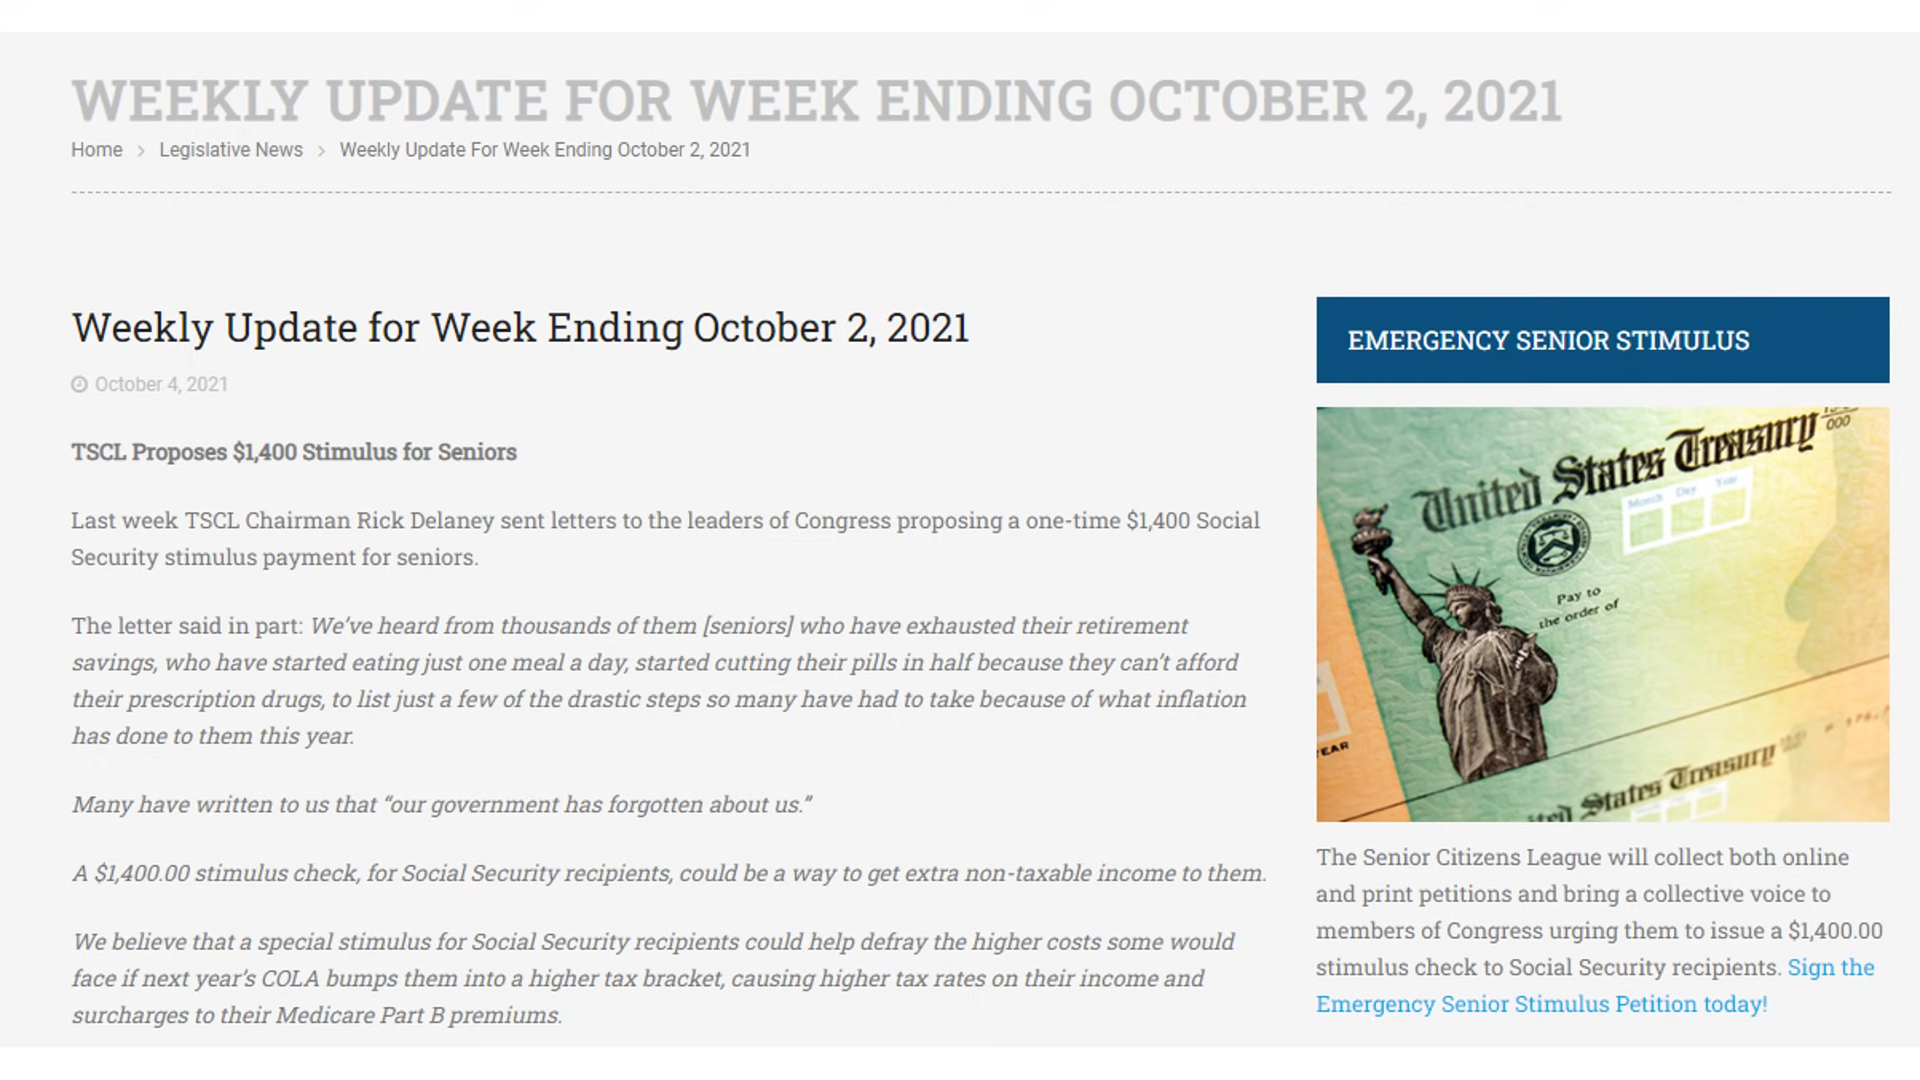 WEEKLY UPDATE FOR WEEK ENDING OCTOBER 2, 2021
Home > Legislative News > Weekly Update For Week Ending October 2, 2021
Weekly Update for Week Ending October 2, 2021
October 4, 2021
TSCL Proposes $1,400 Stimulus for Seniors
Last week TSCL Chairman Rick Delaney sent letters to the leaders of Congress proposing a one-time $1,400 Social
Security stimulus payment for seniors.
The letter said in part: We’ve heard from thousands of them [seniors] who have exhausted their retirement
savings, who have started eating just one meal a day, started cutting their pills in half because they can’t afford
their prescription drugs, to list just a few of the drastic steps so many have had to take because of what inflation
has done to them this year.
Many have written to us that “our government has forgotten about us.”
A $1,400.00 stimulus check, for Social Security recipients, could be a way to get extra non-taxable income to them.
We believe that a special stimulus for Social Security recipients could help defray the higher costs some would
face if next year’s COLA bumps them into a higher tax bracket, causing higher tax rates on their income and
surcharges to their Medicare Part B premiums.
EMERGENCY SENIOR STIMULUS
000
United States Treasury
Month Day Year
Pay to
the order of
YEAR
States Treasury
The Senior Citizens League will collect both online
and print petitions and bring a collective voice to
members of Congress urging them to issue a $1,400.00
stimulus check to Social Security recipients. Sign the
Emergency Senior Stimulus Petition today!